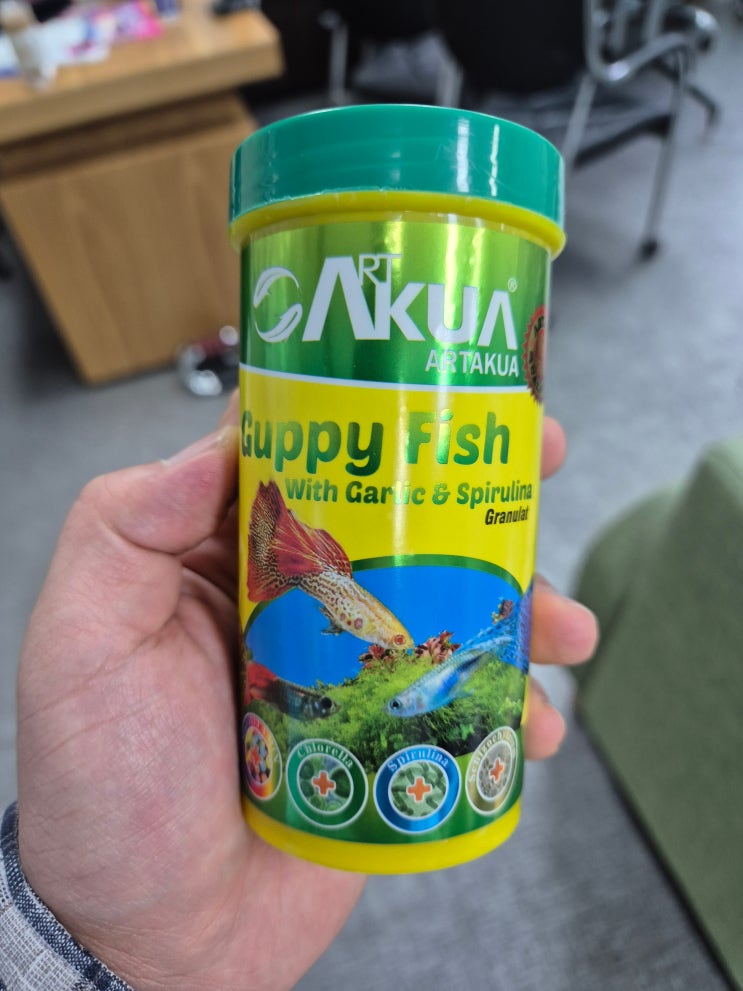 ART
AKUA®
ARTAKUA
Guppy Fish
With Garlic & Spirulina
Granulat
Chlorella
Spirulina